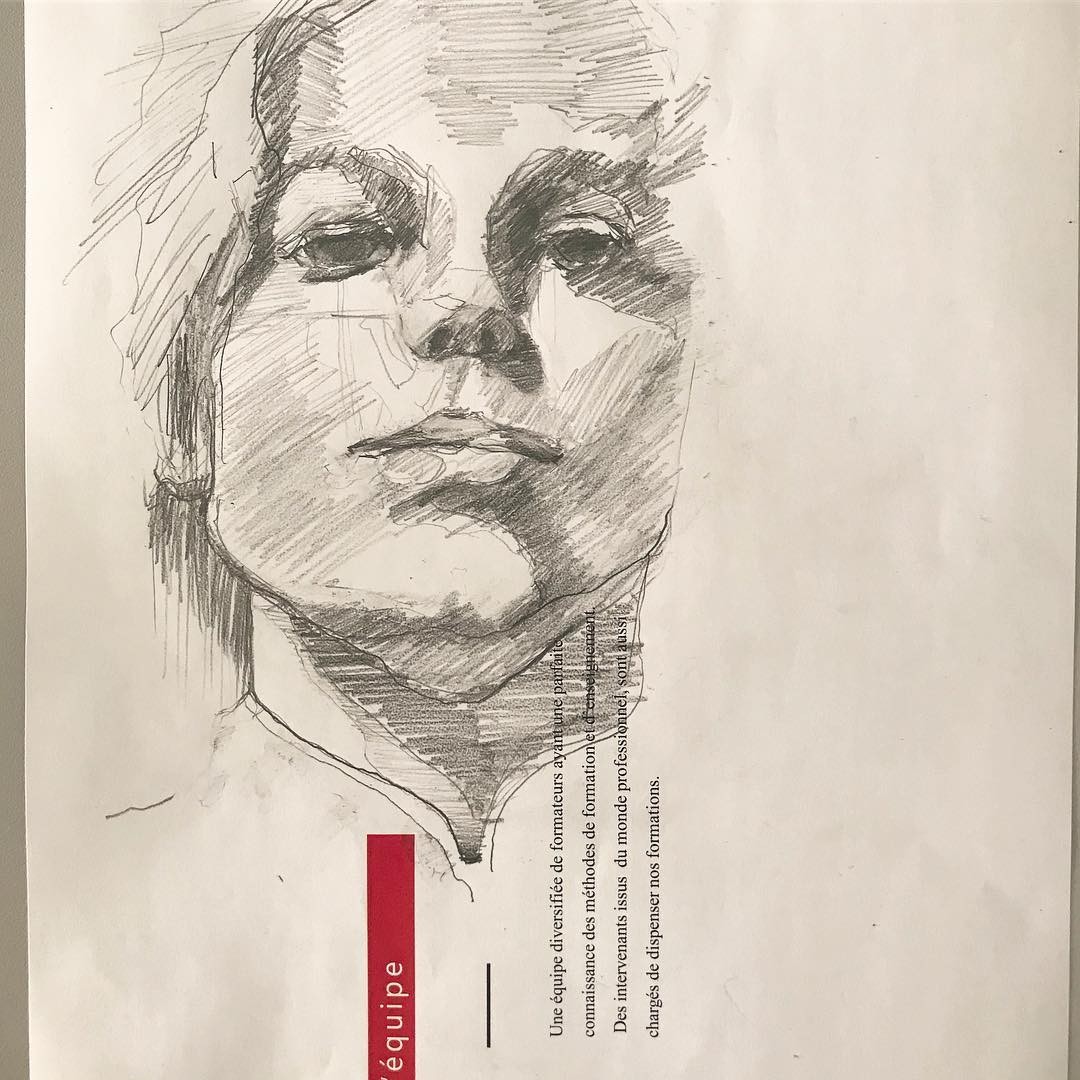 'équipe
Une équipe diversifiée de formateurs ayant une parfaite
connaissance des méthodes de formation et d'enseignement.
Des intervenants issus du monde professionnel, sont aussi
chargés de dispenser nos formations.